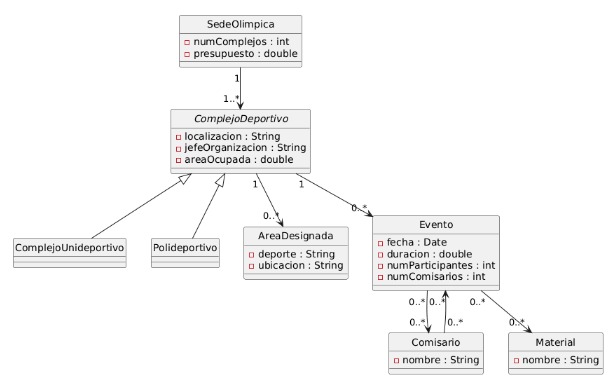 SedeOlimpica
numComplejos : int
presupuesto : double
1
1..*
ComplejoDeportivo
localizacion : String
jefeOrganizacion : String
areaOcupada : double
1
1
0..*
0..*
ComplejoUnideportivo
Polideportivo
AreaDesignada
deporte : String
ubicacion : String
Evento
fecha : Date
duracion : double
numParticipantes : int
numComisarios : int
0..*
0..*
0..*
0..*
0..*
0..*
Comisario
nombre : String
Material
nombre : String